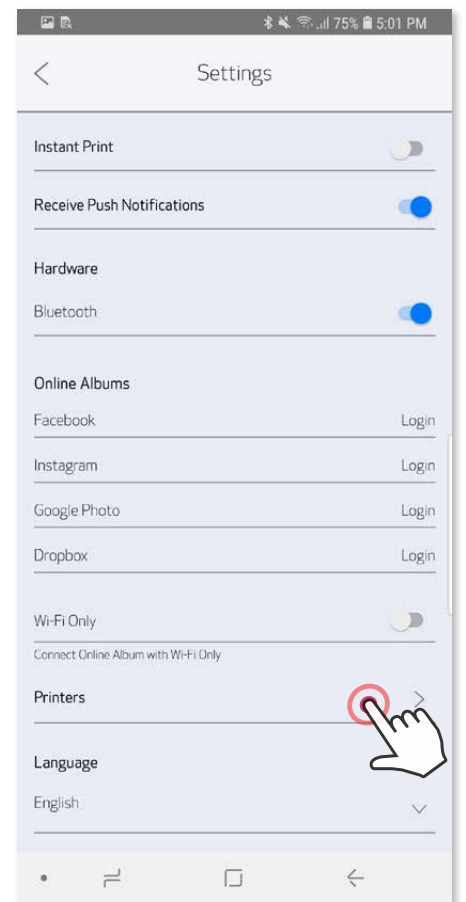 75% 5:01 PM
Settings
Instant Print
Receive Push Notifications
Hardware
Bluetooth
Online Albums
Facebook Login
Instagram Login
Google Photo Login
Dropbox Login
Wi-Fi Only
Connect Online Album with Wi-Fi Only
Printers
Language
English